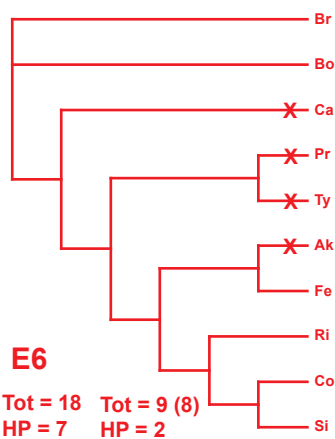 Br
Bo
X Ca
X Pr
X Ty
X Ak
Fe
Ri
Co
Si
E6
Tot = 18 Tot = 9 (8)
HP = 7 HP = 2